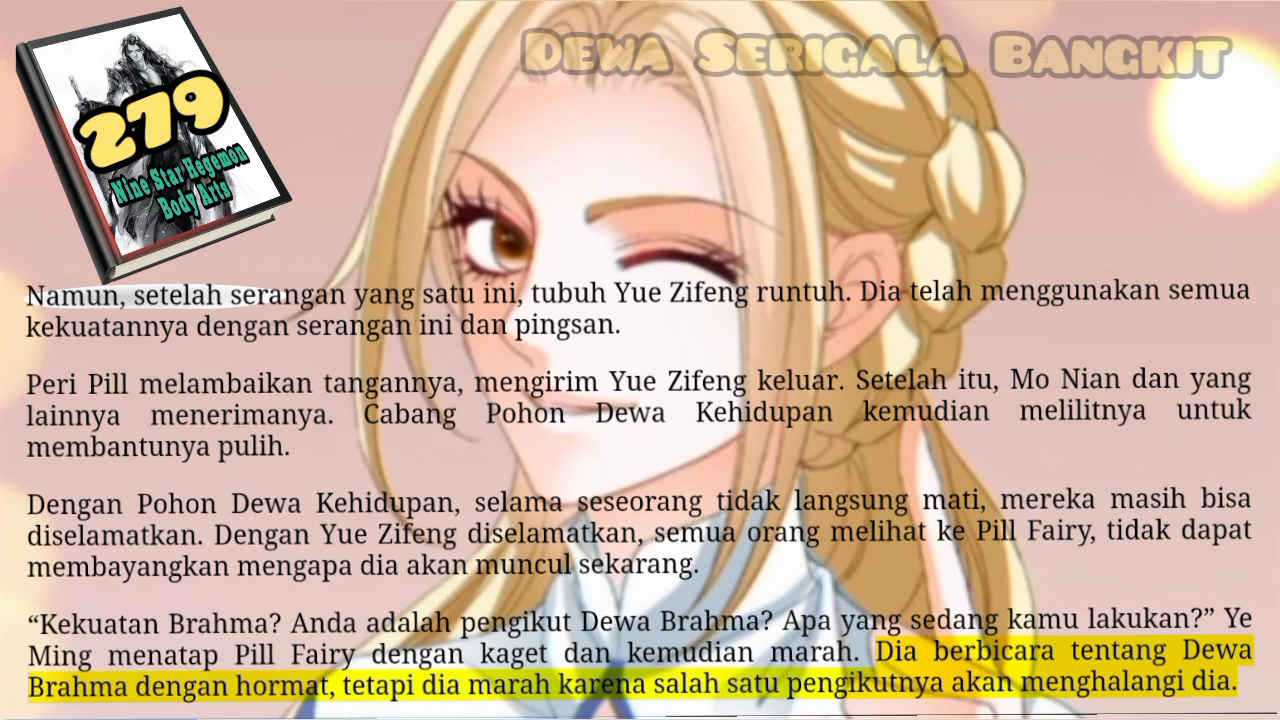 Dewa Serigala Bangkit
279
Nine Star Hegemon
Body Arts
Namun, setelah serangan yang satu ini, tubuh Yue Zifeng runtuh. Dia telah menggunakan semua
kekuatannya dengan serangan ini dan pingsan.
Peri Pill melambaikan tangannya, mengirim Yue Zifeng keluar. Setelah itu, Mo Nian dan yang
lainnya menerimanya. Cabang Pohon Dewa Kehidupan kemudian melilitnya untuk
membantunya pulih.
Dengan Pohon Dewa Kehidupan, selama seseorang tidak langsung mati, mereka masih bisa
diselamatkan. Dengan Yue Zifeng diselamatkan, semua orang melihat ke Pill Fairy, tidak dapat
membayangkan mengapa dia akan muncul sekarang.
“Kekuatan Brahma? Anda adalah pengikut Dewa Brahma? Apa yang sedang kamu lakukan?” Ye
Ming menatap Pill Fairy dengan kaget dan kemudian marah. Dia berbicara tentang Dewa
Brahma dengan hormat, tetapi dia marah karena salah satu pengikutnya akan menghalangi dia.